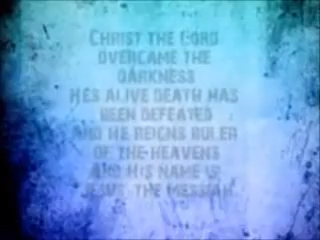 Christ the Lord
overcame the
darkness
Hes alive death has
been defeated
And he reigns ruler
of the heavens
and His name is
Jesus, the Messiah